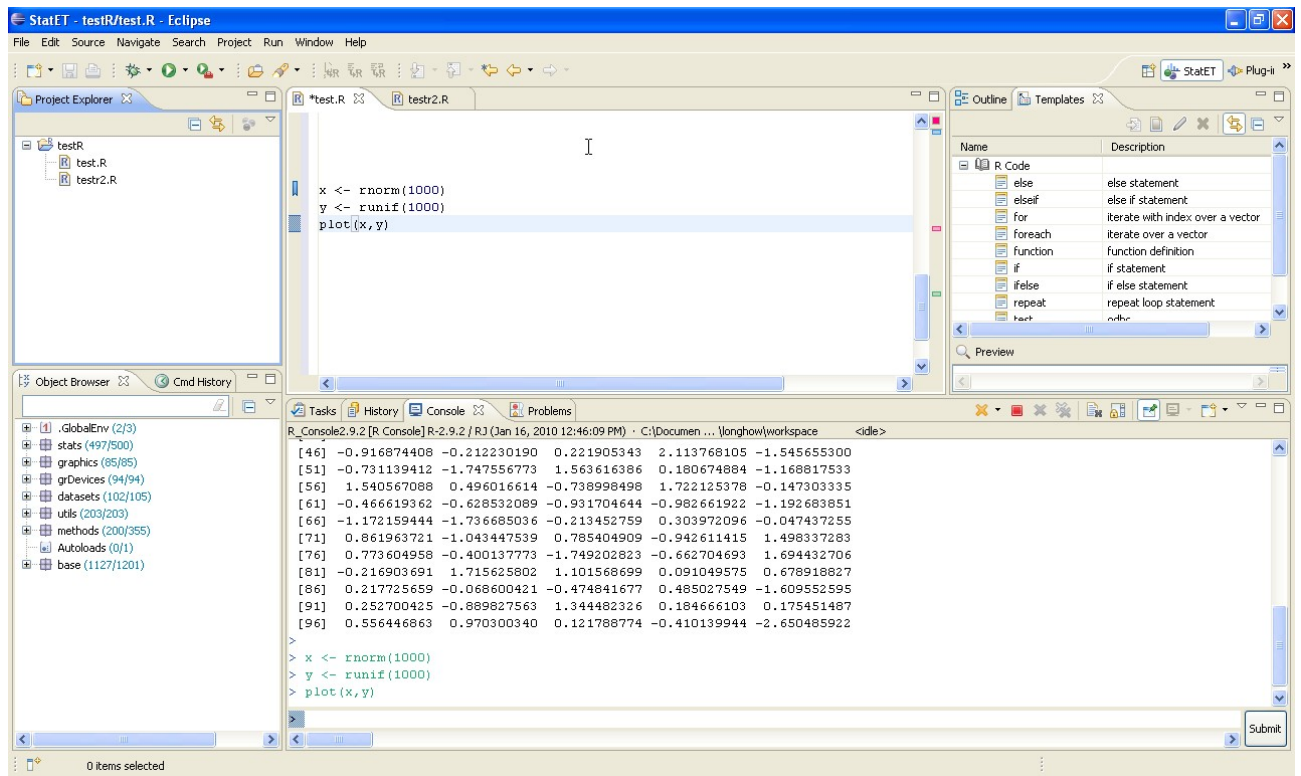 StatET - testR/test.R - Eclipse
File Edit Source Navigate Search Project Run Window Help
StatET Plug-i »
Project Explorer
testR
test.R
testr2.R
*test.R testr2.R
x <- rnorm(1000)
y <- runif(1000)
plot(x,y)
Outline Templates
Name Description
R Code
else else statement
elseif else if statement
for iterate with index over a vector
foreach iterate over a vector
function function definition
if if statement
ifelse if else statement
repeat repeat loop statement
test odbc
Preview
Object Browser Cmd History
.GlobalEnv (2/3)
stats (497/500)
graphics (85/85)
grDevices (94/94)
datasets (102/105)
utils (203/203)
methods (200/355)
Autoloads (0/1)
base (1127/1201)
Tasks History Console Problems
R_Console2.9.2 [R Console] R-2.9.2 / RJ (Jan 16, 2010 12:46:09 PM) · C:\Documen ... \longhow\workspace <idle>
[46] -0.916874408 -0.212230190 0.221905343 2.113768105 -1.545655300
[51] -0.731139412 -1.747556773 1.563616386 0.180674884 -1.168817533
[56] 1.540567088 0.496016614 -0.738998498 1.722125378 -0.147303335
[61] -0.466619362 -0.628532089 -0.931704644 -0.982661922 -1.192683851
[66] -1.172159444 -1.736685036 -0.213452759 0.303972096 -0.047437255
[71] 0.861963721 -1.043447539 0.785404909 -0.942611415 1.498337283
[76] 0.773604958 -0.400137773 -1.749202823 -0.662704693 1.694432706
[81] -0.216903691 1.715625802 1.101568699 0.091049575 0.678918827
[86] 0.217725659 -0.068600421 -0.474841677 0.485027549 -1.609552595
[91] 0.252700425 -0.889827563 1.344482326 0.184666103 0.175451487
[96] 0.556446863 0.970300340 0.121788774 -0.410139944 -2.650485922
>
> x <- rnorm(1000)
> y <- runif(1000)
> plot(x,y)
>
Submit
0 items selected